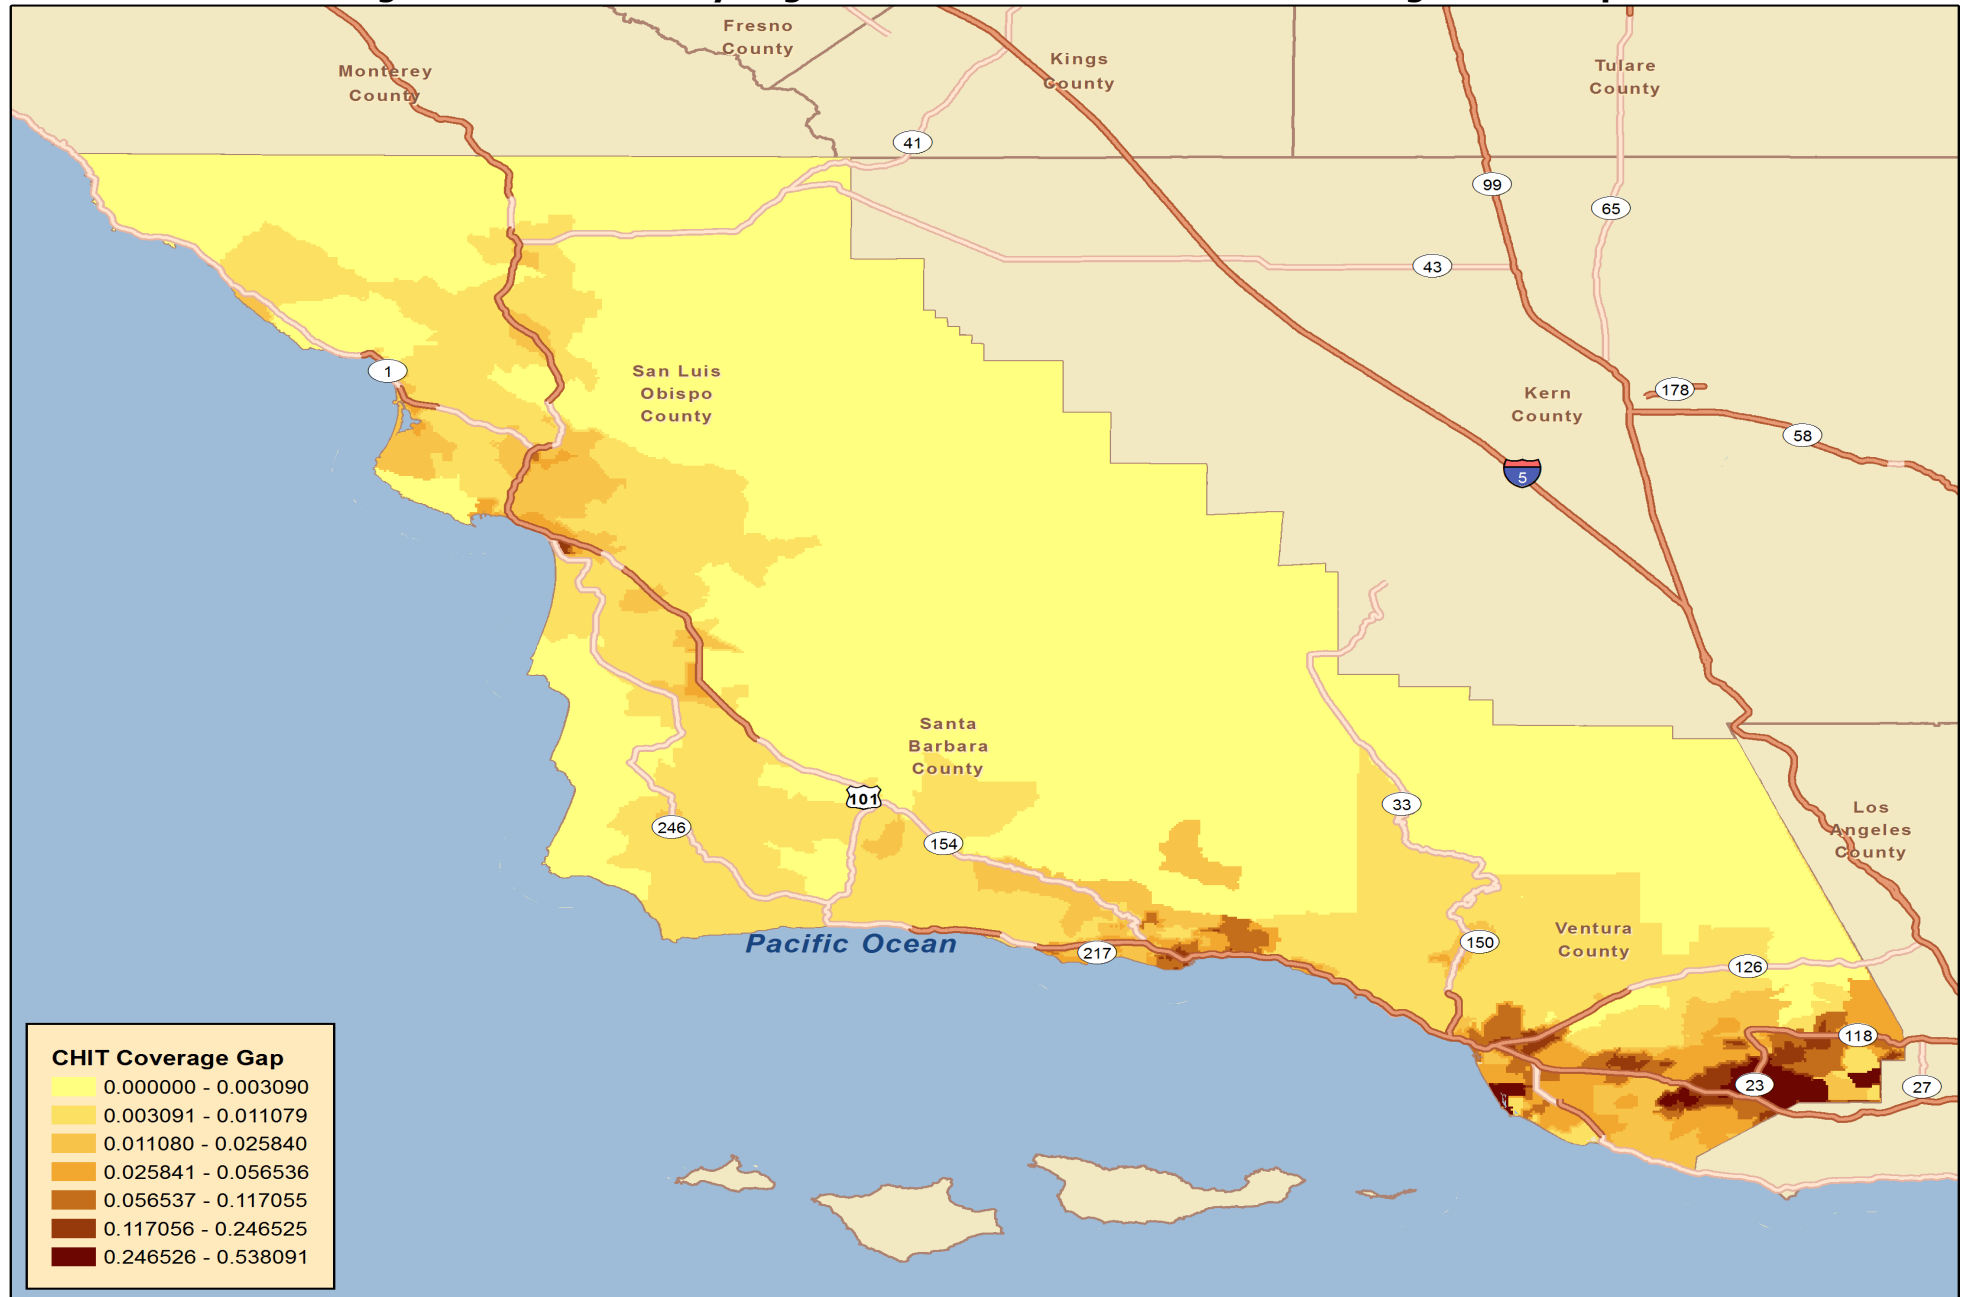 Fresno
County
Monterey
County
Kings
County
Tulare
County
41
99
65
43
1
San Luis
Obispo
County
Kern
County
178
58
5
Santa
Barbara
County
101
33
246
154
Los
Angeles
County
Ventura
County
150
217
126
Pacific Ocean
118
23
27
CHIT Coverage Gap
0.000000 - 0.003090
0.003091 - 0.011079
0.011080 - 0.025840
0.025841 - 0.056536
0.056537 - 0.117055
0.117056 - 0.246525
0.246526 - 0.538091